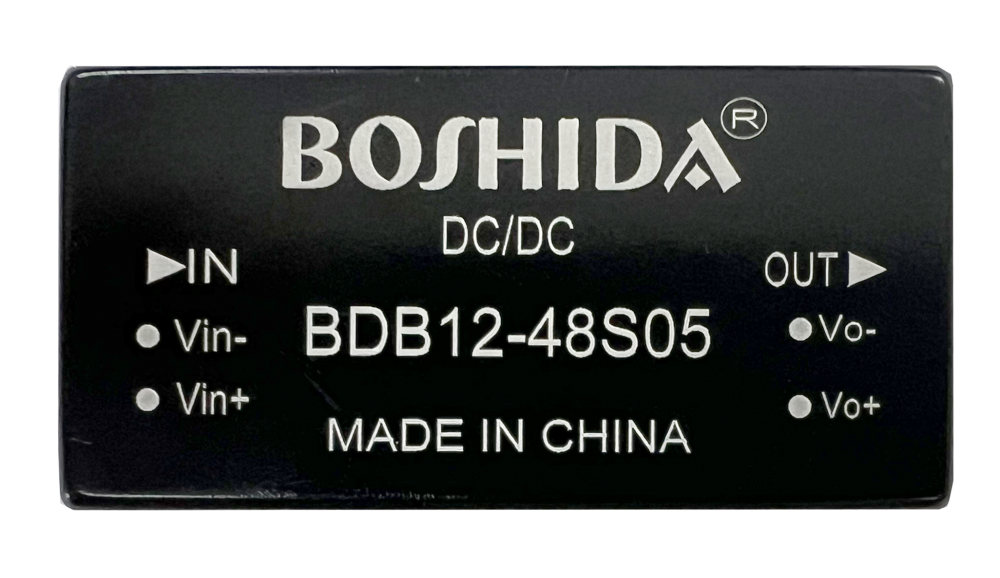 BOSHIDA®
DC/DC
IN
OUT
BDB12-48S05
Vin-
Vo-
Vin+
Vo+
MADE IN CHINA